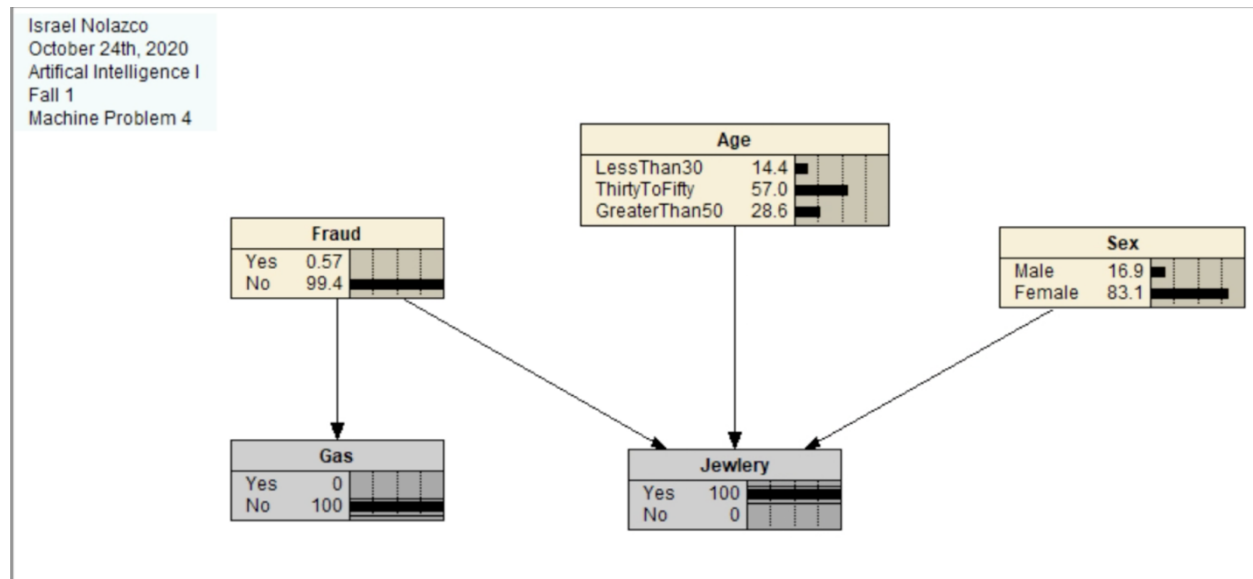 Israel Nolazco
October 24th, 2020
Artifical Intelligence I
Fall 1
Machine Problem 4
Age
LessThan30 14.4
ThirtyToFifty 57.0
GreaterThan50 28.6
Fraud
Yes 0.57
No 99.4
Sex
Male 16.9
Female 83.1
Gas
Yes 0
No 100
Jewlery
Yes 100
No 0